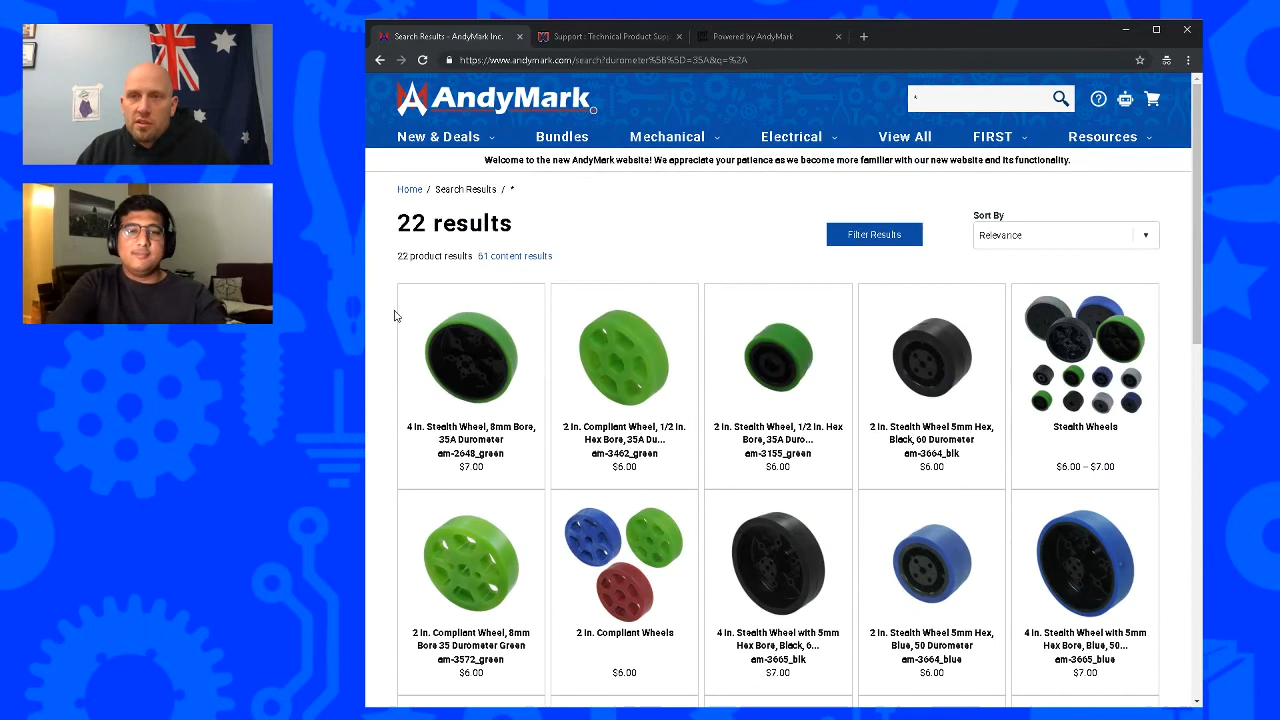 Search Results - AndyMark Inc.
Support : Technical Product Supp
Powered by AndyMark
https://www.andymark.com/search?durometer%5B%5D=35A&q=%2A
AndyMark
*
New & Deals
Bundles
Mechanical
Electrical
View All
FIRST
Resources
Welcome to the new AndyMark website! We appreciate your patience as we become more familiar with our new website and its functionality.
Home / Search Results / *
22 results
22 product results 61 content results
Filter Results
Sort By
Relevance
4 in. Stealth Wheel, 8mm Bore,
35A Durometer
am-2648_green
$7.00
2 in. Compliant Wheel, 1/2 in.
Hex Bore, 35A Du...
am-3462_green
$6.00
2 in. Stealth Wheel, 1/2 in. Hex
Bore, 35A Duro...
am-3155_green
$6.00
2 in. Stealth Wheel 5mm Hex,
Black, 60 Durometer
am-3664_blk
$6.00
Stealth Wheels
$6.00 – $7.00
2 in. Compliant Wheel, 8mm
Bore 35 Durometer Green
am-3572_green
$6.00
2 in. Compliant Wheels
$6.00
4 in. Stealth Wheel with 5mm
Hex Bore, Black, 6...
am-3665_blk
$7.00
2 in. Stealth Wheel 5mm Hex,
Blue, 50 Durometer
am-3664_blue
$6.00
4 in. Stealth Wheel with 5mm
Hex Bore, Blue, 50...
am-3665_blue
$7.00